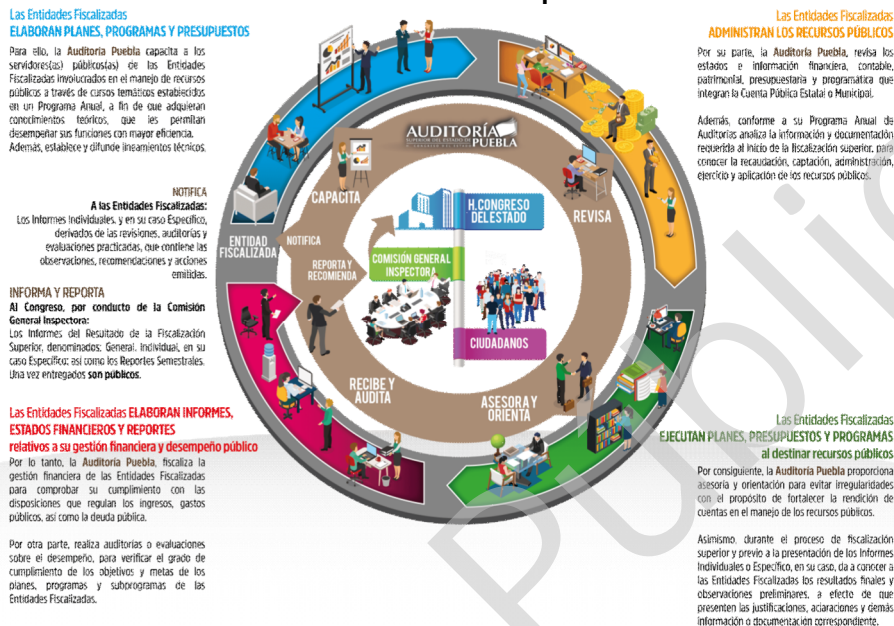 Las Entidades Fiscalizadas
ELABORAN PLANES, PROGRAMAS Y PRESUPUESTOS
Para ello, la Auditoría Puebla capacita a los
servidores(as) públicos(as) de las Entidades
Fiscalizadas involucrados en el manejo de recursos
públicos a través de cursos temáticos establecidos
en un Programa Anual, a fin de que adquieran
conocimientos teóricos, que les permitan
desempeñar sus funciones con mayor eficiencia.
Además, establece y difunde lineamientos técnicos.
NOTIFICA
A las Entidades Fiscalizadas:
Los Informes Individuales, y en su caso Específico,
derivados de las revisiones, auditorías y
evaluaciones practicadas, que contiene las
observaciones, recomendaciones y acciones
emitidas.
INFORMA Y REPORTA
Al Congreso, por conducto de la Comisión
General Inspectora:
Los Informes del Resultado de la Fiscalización
Superior, denominados: General, Individual, en su
caso Específico; así como los Reportes Semestrales.
Una vez entregados son públicos.
Las Entidades Fiscalizadas ELABORAN INFORMES,
ESTADOS FINANCIEROS Y REPORTES
relativos a su gestión financiera y desempeño público
Por lo tanto, la Auditoría Puebla, fiscaliza la
gestión financiera de las Entidades Fiscalizadas
para comprobar su cumplimiento con las
disposiciones que regulan los ingresos, gastos
públicos, así como la deuda pública.
Por otra parte, realiza auditorías o evaluaciones
sobre el desempeño, para verificar el grado de
cumplimiento de los objetivos y metas de los
planes, programas y subprogramas de las
Entidades Fiscalizadas.
AUDITORÍA
SUPERIOR DEL ESTADO DE PUEBLA
CAPACITA
REVISA
H.CONGRESO
DEL ESTADO
ENTIDAD
FISCALIZADA
NOTIFICA
REPORTA Y
RECOMIENDA
COMISIÓN GENERAL
INSPECTORA
CIUDADANOS
RECIBE Y
AUDITA
ASESORA Y
ORIENTA
Las Entidades Fiscalizadas
ADMINISTRAN LOS RECURSOS PÚBLICOS
Por su parte, la Auditoría Puebla, revisa los
estados e información financiera, contable,
patrimonial, presupuestaria y programática que
integran la Cuenta Pública Estatal o Municipal.
Además, conforme a su Programa Anual de
Auditorías analiza la información y documentación
requerida al inicio de la fiscalización superior, para
conocer la recaudación, captación, administración,
ejercicio y aplicación de los recursos públicos.
Las Entidades Fiscalizadas
EJECUTAN PLANES, PRESUPUESTOS Y PROGRAMAS
al destinar recursos públicos
Por consiguiente, la Auditoría Puebla proporciona
asesoría y orientación para evitar irregularidades
con el propósito de fortalecer la rendición de
cuentas en el manejo de los recursos públicos.
Asimismo, durante el proceso de fiscalización
superior y previo a la presentación de los Informes
Individuales o Específico, en su caso, da a conocer a
las Entidades Fiscalizadas los resultados finales y
observaciones preliminares, a efecto de que
presenten las justificaciones, aclaraciones y demás
información o documentación correspondiente.
Públic